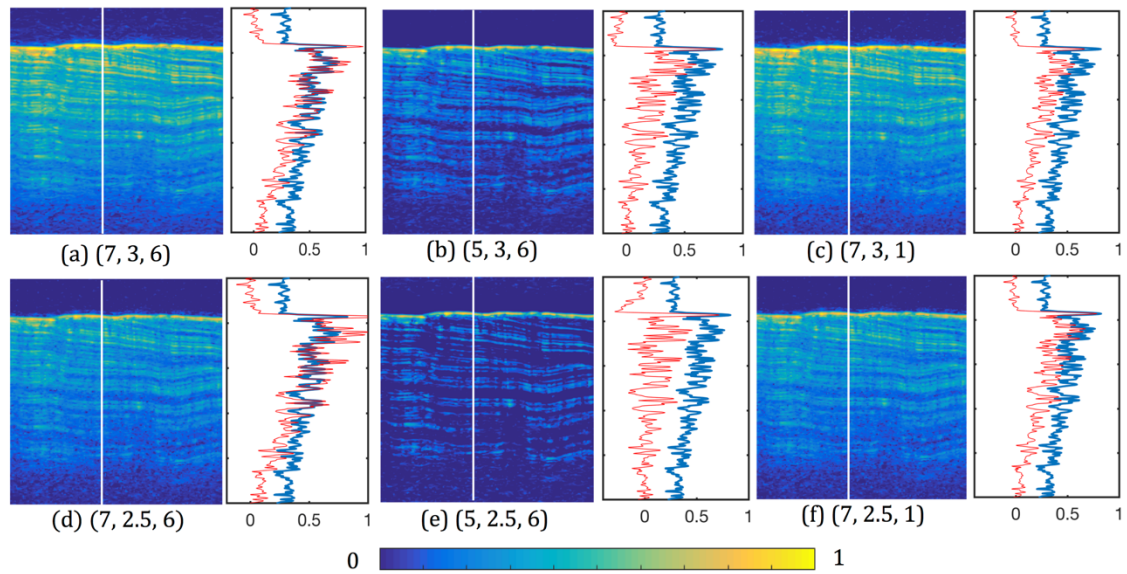 0 0.5 1 0 0.5 1 0 0.5 1
(a) (7, 3, 6) (b) (5, 3, 6) (c) (7, 3, 1)
0 0.5 1 0 0.5 1 0 0.5 1
(d) (7, 2.5, 6) (e) (5, 2.5, 6) (f) (7, 2.5, 1)
0 1